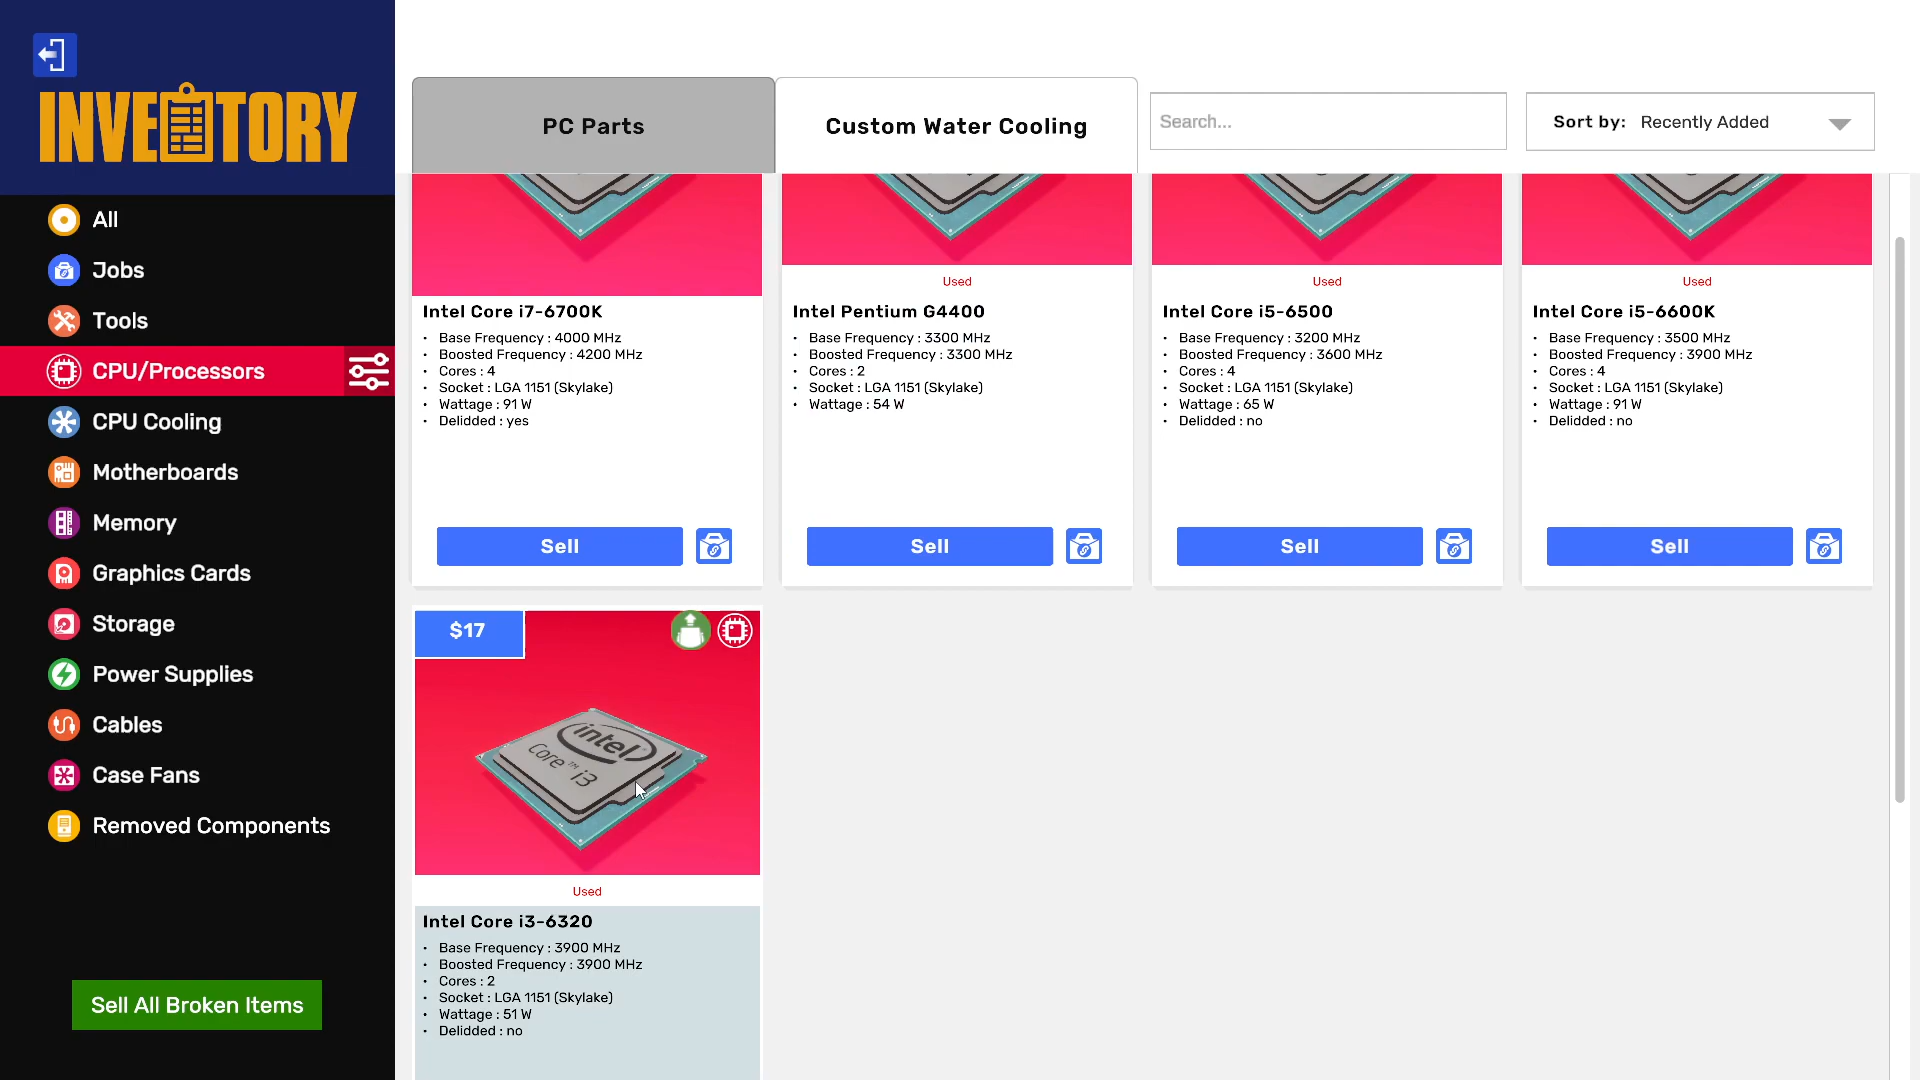 INVENTORY
All
Jobs
Tools
CPU/Processors
CPU Cooling
Motherboards
Memory
Graphics Cards
Storage
Power Supplies
Cables
Case Fans
Removed Components
Sell All Broken Items
PC Parts
Custom Water Cooling
Search...
Sort by: Recently Added
Intel Core i7-6700K
• Base Frequency : 4000 MHz
• Boosted Frequency : 4200 MHz
• Cores : 4
• Socket : LGA 1151 (Skylake)
• Wattage : 91 W
• Delidded : yes
Sell
Used
Intel Pentium G4400
• Base Frequency : 3300 MHz
• Boosted Frequency : 3300 MHz
• Cores : 2
• Socket : LGA 1151 (Skylake)
• Wattage : 54 W
Sell
Used
Intel Core i5-6500
• Base Frequency : 3200 MHz
• Boosted Frequency : 3600 MHz
• Cores : 4
• Socket : LGA 1151 (Skylake)
• Wattage : 65 W
• Delidded : no
Sell
Used
Intel Core i5-6600K
• Base Frequency : 3500 MHz
• Boosted Frequency : 3900 MHz
• Cores : 4
• Socket : LGA 1151 (Skylake)
• Wattage : 91 W
• Delidded : no
Sell
$17
intel
Core™ i3
Used
Intel Core i3-6320
• Base Frequency : 3900 MHz
• Boosted Frequency : 3900 MHz
• Cores : 2
• Socket : LGA 1151 (Skylake)
• Wattage : 51 W
• Delidded : no